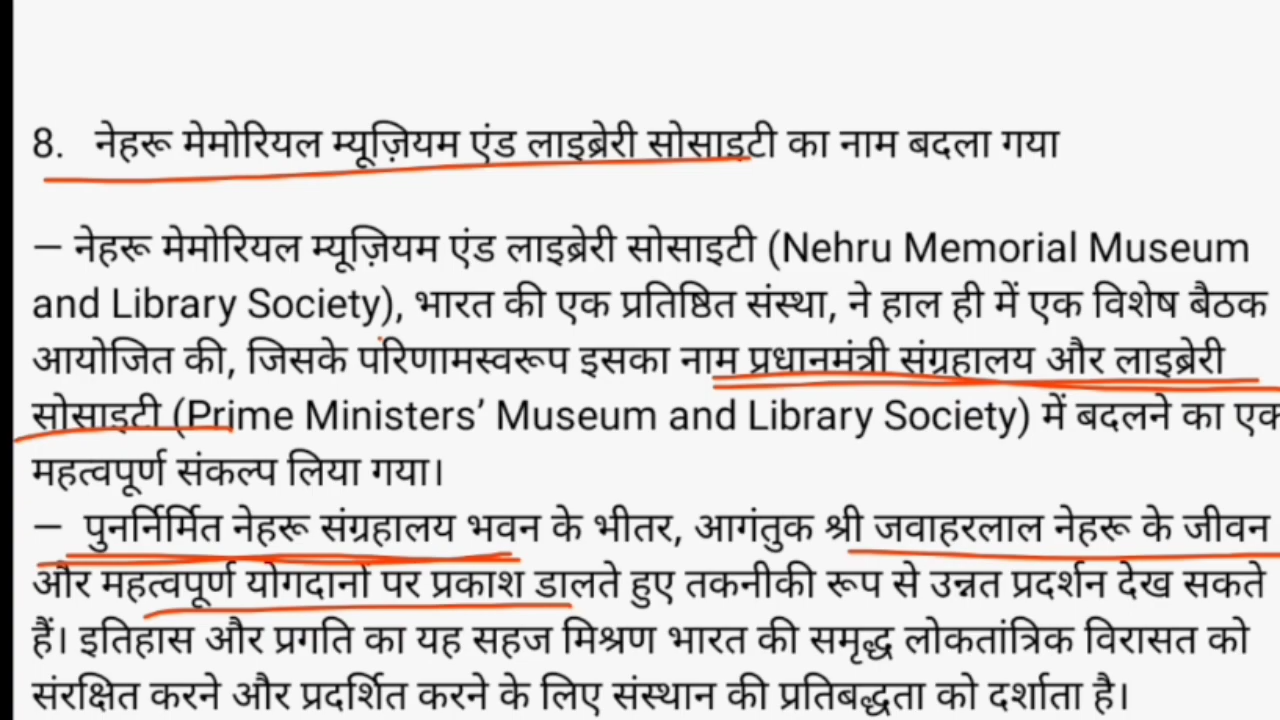 8. नेहरू मेमोरियल म्यूज़ियम एंड लाइब्रेरी सोसाइटी का नाम बदला गया
– नेहरू मेमोरियल म्यूज़ियम एंड लाइब्रेरी सोसाइटी (Nehru Memorial Museum
and Library Society), भारत की एक प्रतिष्ठित संस्था, ने हाल ही में एक विशेष बैठक
आयोजित की, जिसके परिणामस्वरूप इसका नाम प्रधानमंत्री संग्रहालय और लाइब्रेरी
सोसाइटी (Prime Ministers’ Museum and Library Society) में बदलने का एक
महत्वपूर्ण संकल्प लिया गया।
– पुनर्निर्मित नेहरू संग्रहालय भवन के भीतर, आगंतुक श्री जवाहरलाल नेहरू के जीवन
और महत्वपूर्ण योगदानों पर प्रकाश डालते हुए तकनीकी रूप से उन्नत प्रदर्शन देख सकते
हैं। इतिहास और प्रगति का यह सहज मिश्रण भारत की समृद्ध लोकतांत्रिक विरासत को
संरक्षित करने और प्रदर्शित करने के लिए संस्थान की प्रतिबद्धता को दर्शाता है।